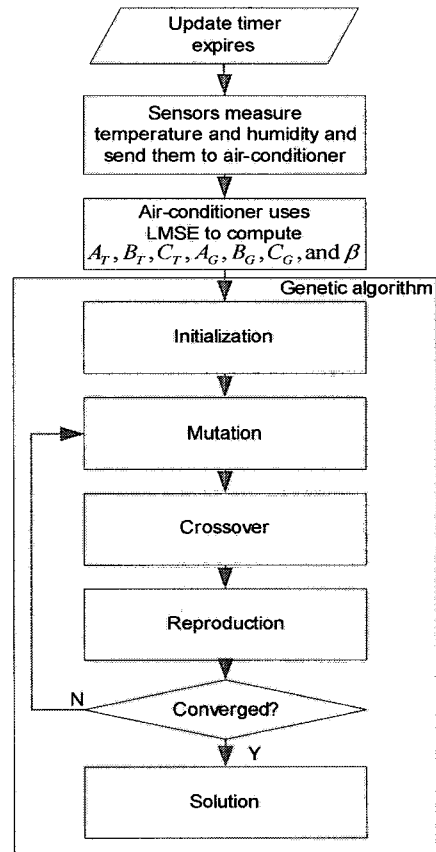 Update timer
expires
Sensors measure
temperature and humidity and
send them to air-conditioner
Air-conditioner uses
LMSE to compute
A_T, B_T, C_T, A_G, B_G, C_G, and β
Genetic algorithm
Initialization
Mutation
Crossover
Reproduction
N
Converged?
Y
Solution